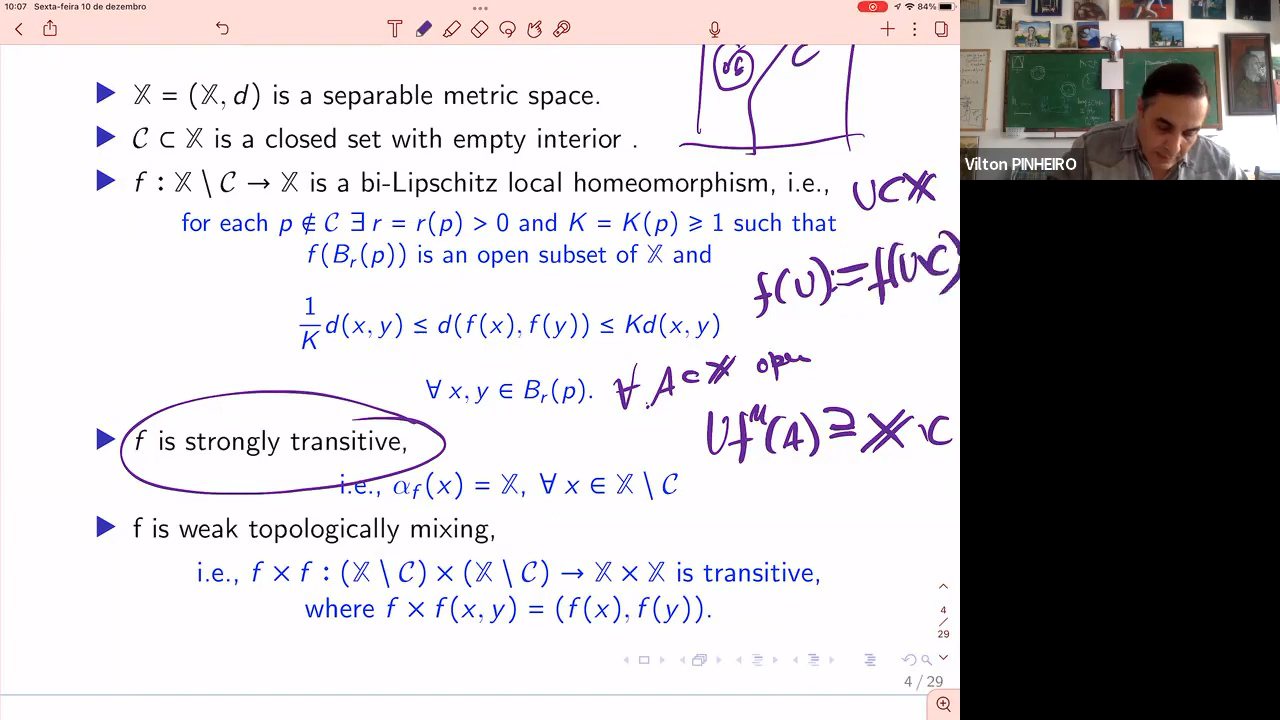 10:07 Sexta-feira 10 de dezembro
84%
▶ 𝕏 = (𝕏, d) is a separable metric space.
▶ 𝒞 ⊂ 𝕏 is a closed set with empty interior .
▶ f : 𝕏 \ 𝒞 → 𝕏 is a bi-Lipschitz local homeomorphism, i.e.,
for each p ∉ 𝒞 ∃ r = r(p) > 0 and K = K(p) ⩾ 1 such that
f(B_r(p)) is an open subset of 𝕏 and
1/K d(x, y) ≤ d(f(x), f(y)) ≤ Kd(x, y)
∀ x, y ∈ B_r(p).
▶ f is strongly transitive,
i.e., α_f(x) = 𝕏, ∀ x ∈ 𝕏 \ 𝒞
▶ f is weak topologically mixing,
i.e., f × f : (𝕏 \ 𝒞) × (𝕏 \ 𝒞) → 𝕏 × 𝕏 is transitive,
where f × f(x, y) = (f(x), f(y)).
C
U ⊂ 𝕏
f(U) := f(U \ C)
∀ A ⊂ 𝕏 open
U fⁿ(A) ⊇ 𝕏 \ C
4
/
29
4 / 29
Vilton PINHEIRO